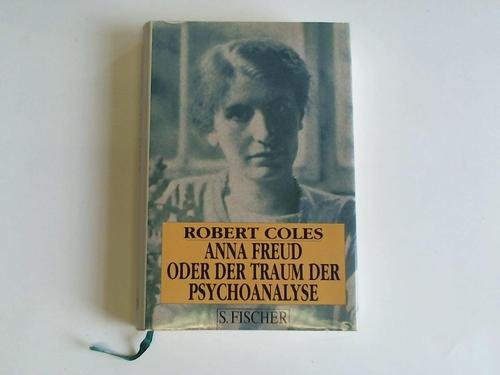 ROBERT COLES
ANNA FREUD
ODER DER TRAUM DER
PSYCHOANALYSE
S. FISCHER